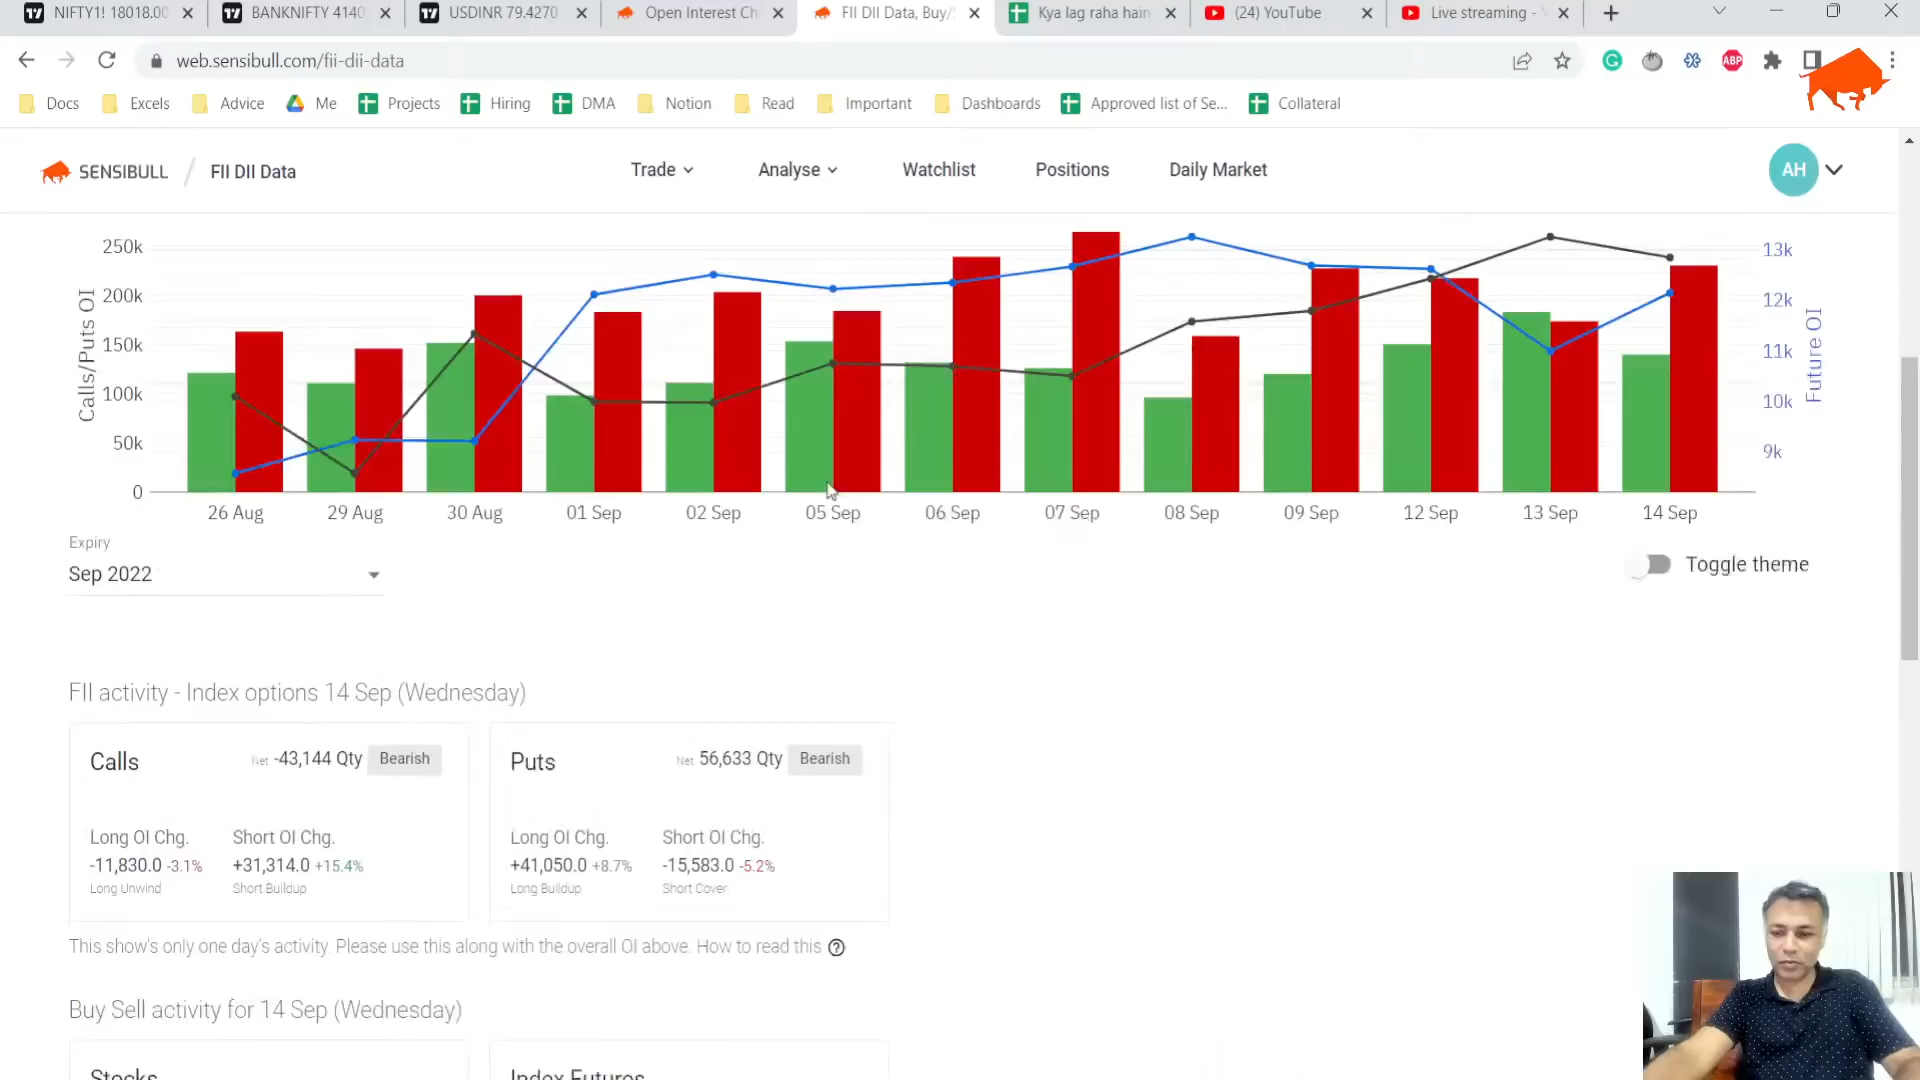 NIFTY1! 18018.00
BANKNIFTY 4140
USDINR 79.4270
Open Interest Ch
FII DII Data, Buy/S
Kya lag raha hain
(24) YouTube
Live streaming - Y
web.sensibull.com/fii-dii-data
G
ABP
Docs
Excels
Advice
Me
Projects
Hiring
DMA
Notion
Read
Important
Dashboards
Approved list of Se...
Collateral
SENSIBULL / FII DII Data
Trade
Analyse
Watchlist
Positions
Daily Market
AH
250k
200k
150k
100k
50k
0
Calls/Puts OI
13k
12k
11k
10k
9k
Future OI
26 Aug
29 Aug
30 Aug
01 Sep
02 Sep
05 Sep
06 Sep
07 Sep
08 Sep
09 Sep
12 Sep
13 Sep
14 Sep
Expiry
Sep 2022
Toggle theme
FII activity - Index options 14 Sep (Wednesday)
Calls
Net -43,144 Qty
Bearish
Long OI Chg.
-11,830.0 -3.1%
Long Unwind
Short OI Chg.
+31,314.0 +15.4%
Short Buildup
Puts
Net 56,633 Qty
Bearish
Long OI Chg.
+41,050.0 +8.7%
Long Buildup
Short OI Chg.
-15,583.0 -5.2%
Short Cover
This show's only one day's activity. Please use this along with the overall OI above. How to read this ?
Buy Sell activity for 14 Sep (Wednesday)
Stocks
Index Futures